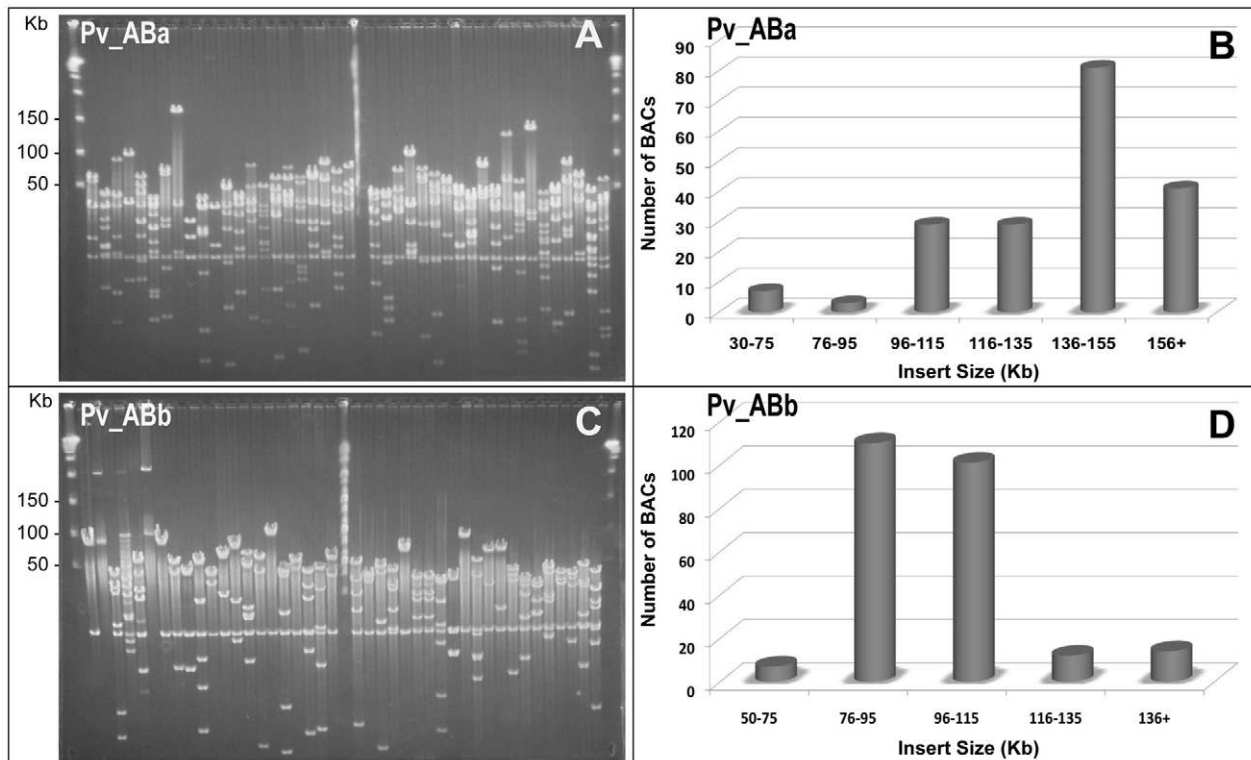 Kb
Pv_ABa
A
150
100
50
Pv_ABa
B
Number of BACs
90
80
70
60
50
40
30
20
10
0
30-75 76-95 96-115 116-135 136-155 156+
Insert Size (Kb)
Kb
Pv_ABb
C
150
100
50
Pv_ABb
D
Number of BACs
120
100
80
60
40
20
0
50-75 76-95 96-115 116-135 136+
Insert Size (Kb)